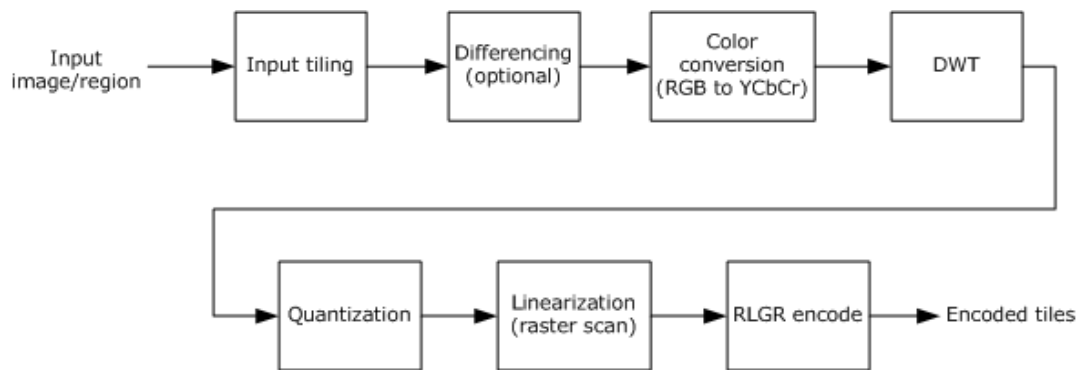 Input
image/region
Input tiling
Differencing
(optional)
Color
conversion
(RGB to YCbCr)
DWT
Quantization
Linearization
(raster scan)
RLGR encode
Encoded tiles